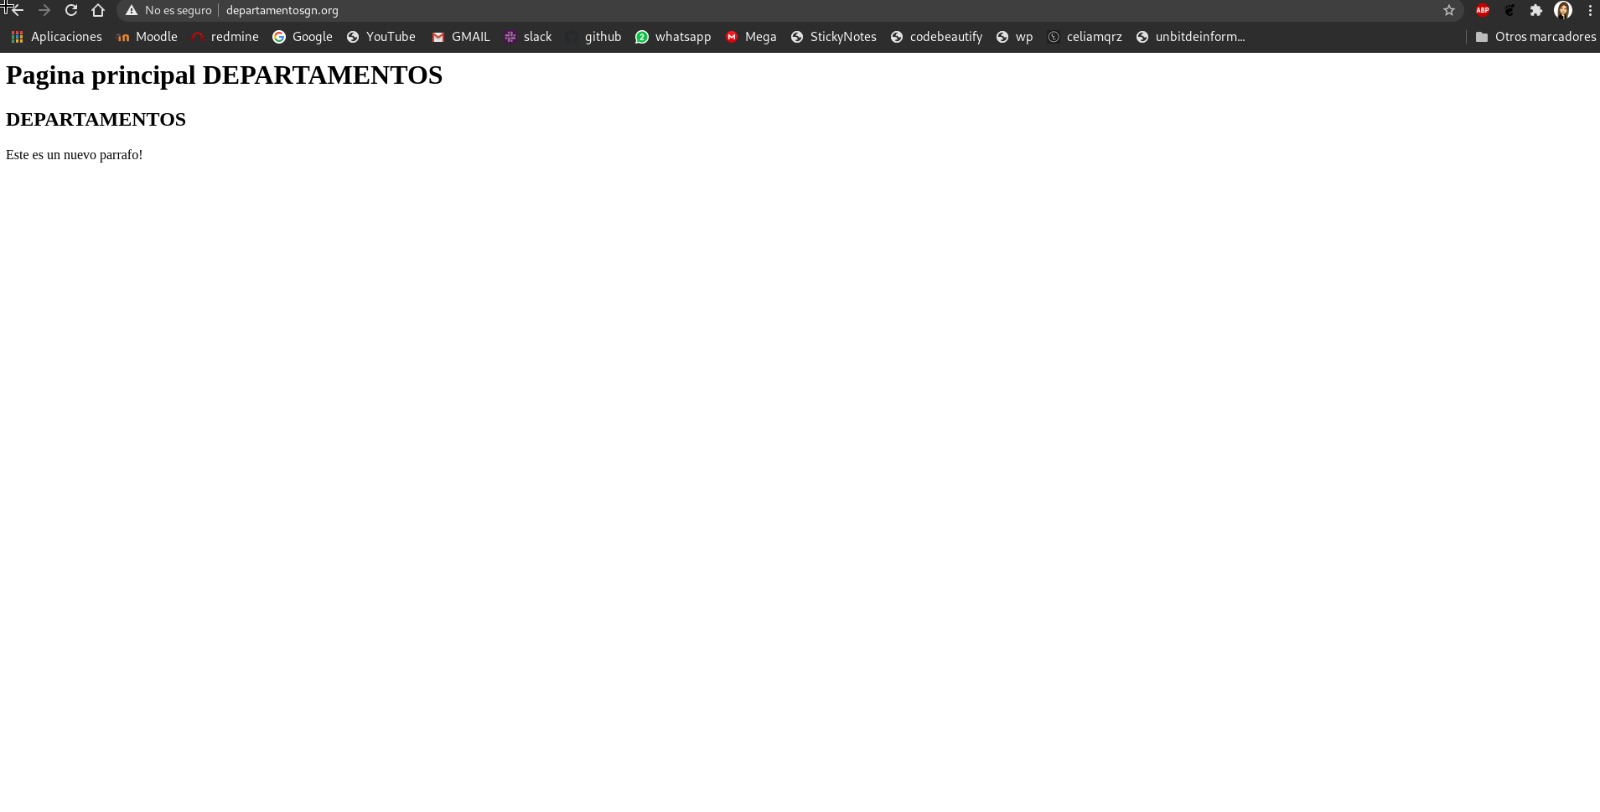 No es seguro departamentosgn.org
ABP
Aplicaciones Moodle redmine Google YouTube GMAIL slack github 2 whatsapp M Mega StickyNotes codebeautify wp celiamqrz unbitdeinform... Otros marcadores
Pagina principal DEPARTAMENTOS
DEPARTAMENTOS
Este es un nuevo parrafo!